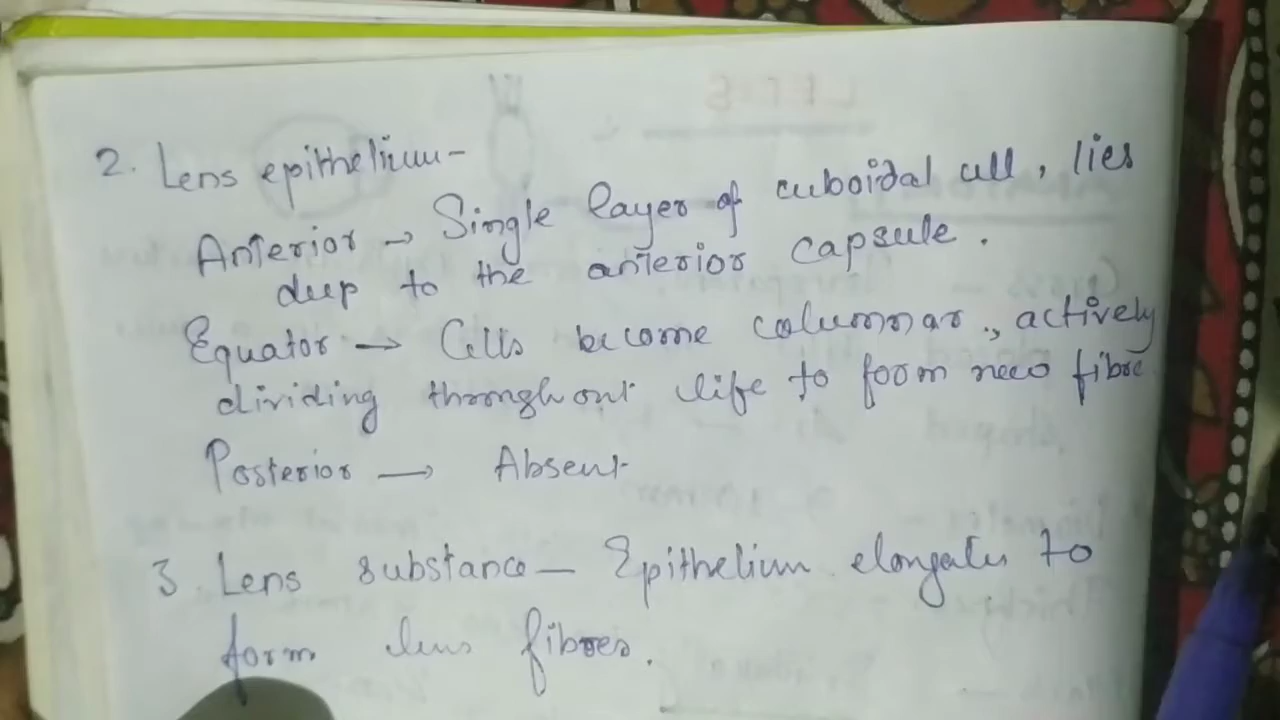 2. Lens epithelium-
Anterior → Single layer of cuboidal cell, lies
deep to the anterior capsule.
Equator → Cells become columnar, actively
dividing throughout life to form new fibre
Posterior → Absent
3. Lens substance - Epithelium elongates to
form lens fibres.